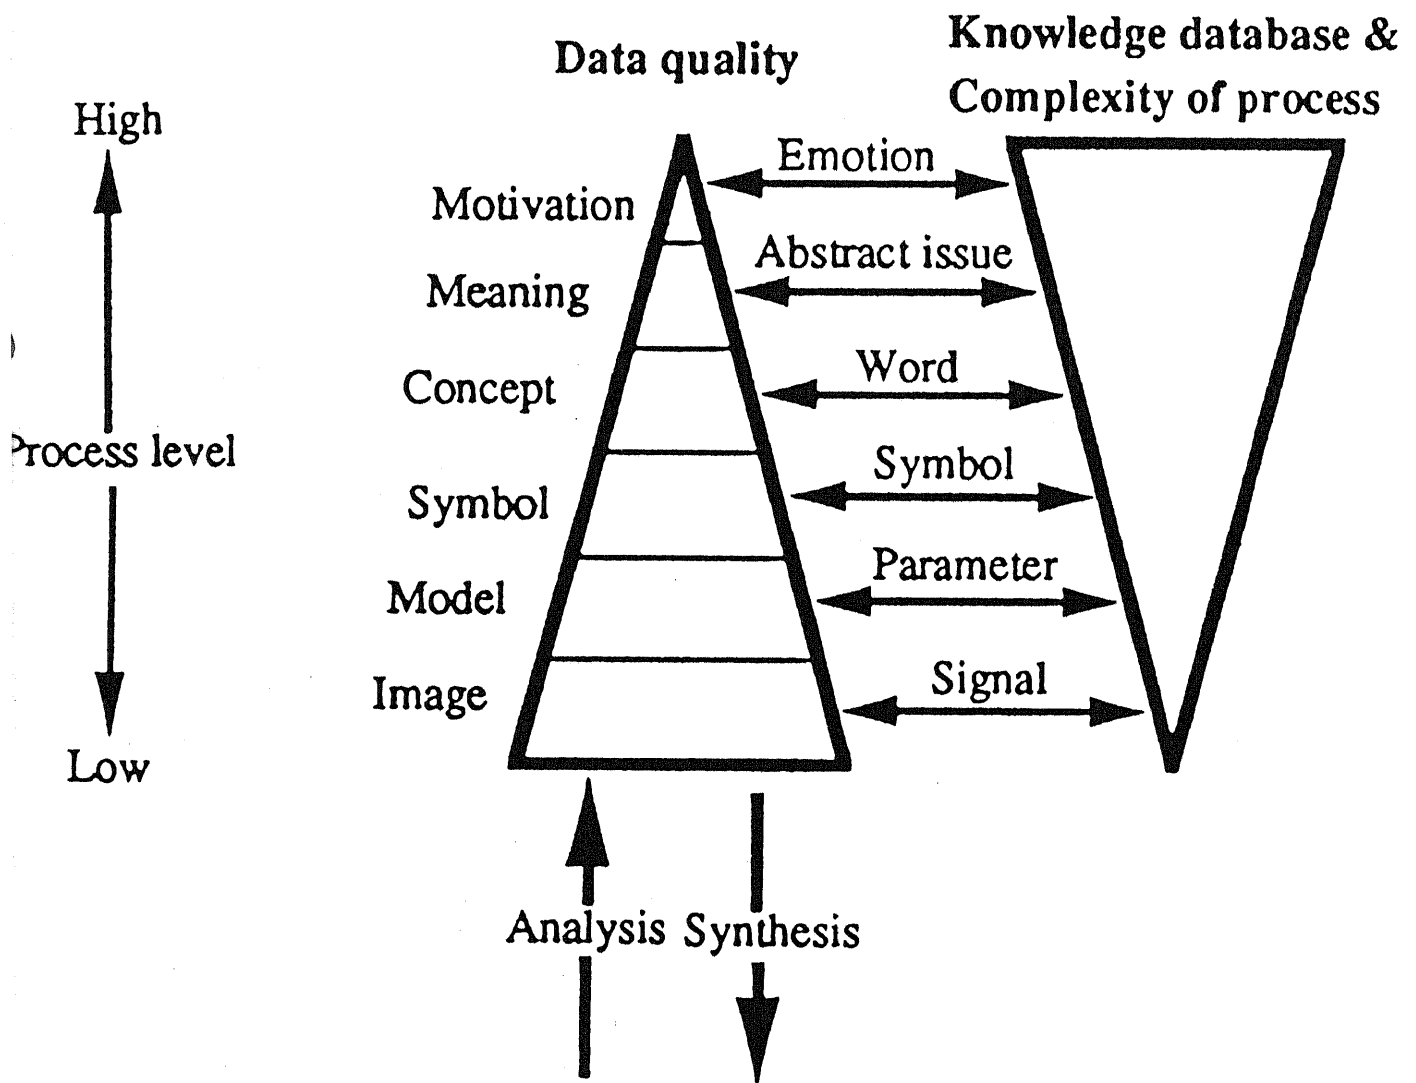 Data quality
Knowledge database &
Complexity of process
High
Process level
Low
Motivation
Meaning
Concept
Symbol
Model
Image
Emotion
Abstract issue
Word
Symbol
Parameter
Signal
Analysis
Synthesis